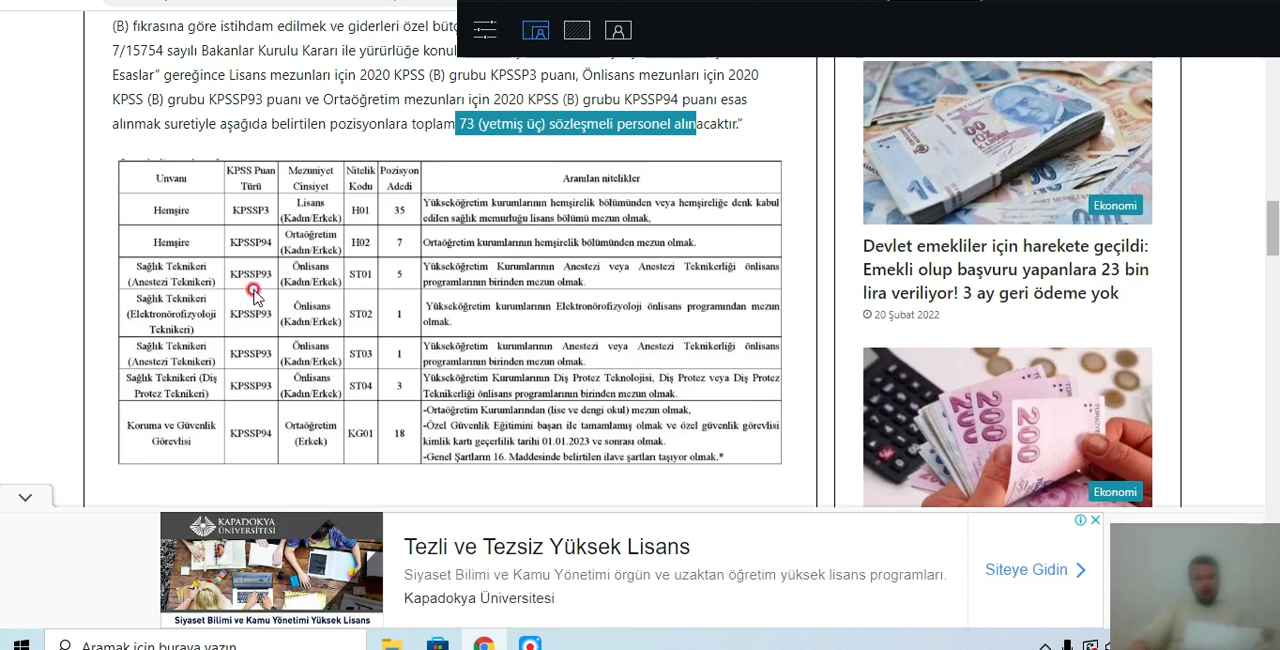 (B) fıkrasına göre istihdam edilmek ve giderleri özel
7/15754 sayılı Bakanlar Kurulu Kararı ile yürürlüğe
Esaslar” gereğince Lisans mezunları için 2020 KPSS (B) grubu KPSSP3 puanı, Önlisans mezunları için 2020
KPSS (B) grubu KPSSP93 puanı ve Ortaöğretim mezunları için 2020 KPSS (B) grubu KPSSP94 puanı esas
alınmak suretiyle aşağıda belirtilen pozisyonlara toplam 73 (yetmiş üç) sözleşmeli personel alınacaktır.”
Unvanı
KPSS Puan
Türü
Mezuniyet
Cinsiyet
Nitelik
Kodu
Pozisyon
Adedi
Aranılan nitelikler
Hemşire
KPSSP3
Lisans
(Kadın/Erkek)
H01
35
Yükseköğretim kurumlarının hemşirelik bölümünden veya hemşireliğe denk kabul
edilen sağlık memurluğu lisans bölümü mezun olmak,
Hemşire
KPSSP94
Ortaöğretim
(Kadın/Erkek)
H02
7
Ortaöğretim kurumlarının hemşirelik bölümünden mezun olmak.
Sağlık Teknikeri
(Anestezi Teknikeri)
KPSSP93
Önlisans
(Kadın/Erkek)
ST01
5
Yükseköğretim Kurumlarının Anestezi veya Anestezi Teknikerliği önlisans
programlarının birinden mezun olmak.
Sağlık Teknikeri
(Elektronörofizyoloji
Teknikeri)
KPSSP93
Önlisans
(Kadın/Erkek)
ST02
1
Yükseköğretim kurumlarının Elektronörofizyoloji önlisans programından mezun
olmak.
Sağlık Teknikeri
(Anestezi Teknikeri)
KPSSP93
Önlisans
(Kadın/Erkek)
ST03
1
Yükseköğretim kurumlarının Anestezi veya Anestezi Teknikerliği önlisans
programlarının birinden mezun olmak.
Sağlık Teknikeri (Diş
Protez Teknikeri)
KPSSP93
Önlisans
(Kadın/Erkek)
ST04
3
Yükseköğretim Kurumlarının Diş Protez Teknolojisi, Diş Protez veya Diş Protez
Teknikerliği önlisans programlarının birinden mezun olmak.
Koruma ve Güvenlik
Görevlisi
KPSSP94
Ortaöğretim
(Erkek)
KG01
18
-Ortaöğretim Kurumlarından (lise ve dengi okul) mezun olmak,
-Özel Güvenlik Eğitimini başarı ile tamamlamış olmak ve özel güvenlik görevlisi
kimlik kartı geçerlilik tarihi 01.01.2023 ve sonrası olmak.
-Genel Şartların 16. Maddesinde belirtilen ilave şartları taşıyor olmak.*
Ekonomi
Devlet emekliler için harekete geçildi:
Emekli olup başvuru yapanlara 23 bin
lira veriliyor! 3 ay geri ödeme yok
20 Şubat 2022
200
200
200
Ekonomi
KAPADOKYA
ÜNİVERSİTESİ
Siyaset Bilimi ve Kamu Yönetimi Yüksek Lisans
Tezli ve Tezsiz Yüksek Lisans
Siyaset Bilimi ve Kamu Yönetimi örgün ve uzaktan öğretim yüksek lisans programları.
Kapadokya Üniversitesi
Siteye Gidin
Aramak için buraya yazın